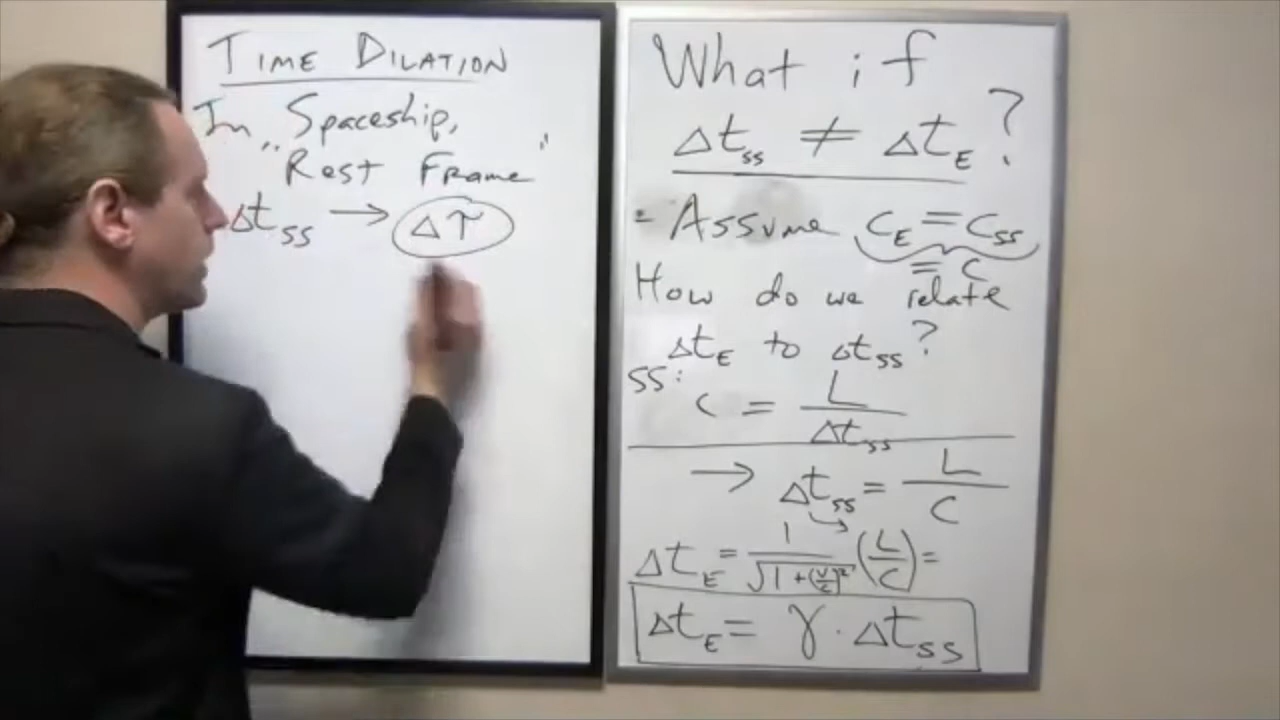 TIME DILATION
In Spaceship,
"Rest Frame"
Δt_ss → Δτ
What if
Δt_ss ≠ Δt_E ?
- Assume c_E = c_ss
= c
How do we relate
Δt_E to Δt_ss ?
SS:
c = L / Δt_ss
→ Δt_ss = L / c
Δt_E = 1/√(1+(v/c)²) (L/c) =
Δt_E = γ · Δt_ss